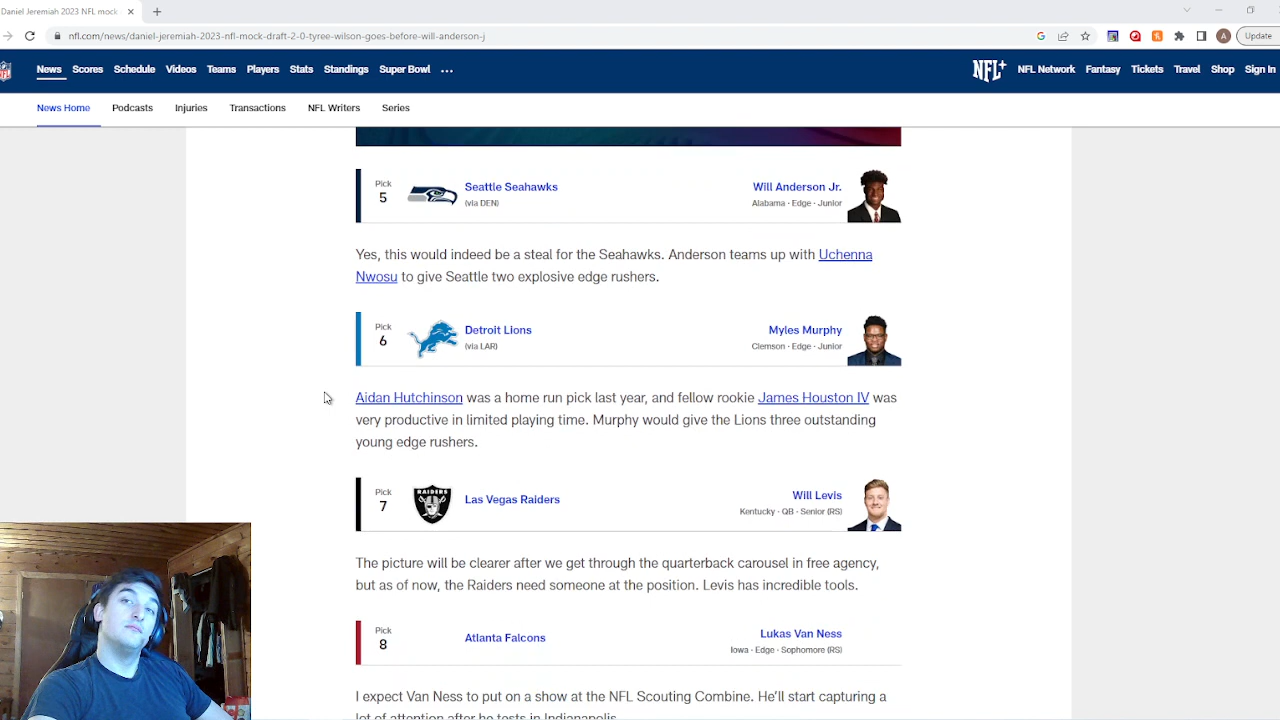 Daniel Jeremiah 2023 NFL mock
nfl.com/news/daniel-jeremiah-2023-nfl-mock-draft-2-0-tyree-wilson-goes-before-will-anderson-j
A
Update
NFL
News Scores Schedule Videos Teams Players Stats Standings Super Bowl ...
NFL+ NFL Network Fantasy Tickets Travel Shop Sign In
News Home Podcasts Injuries Transactions NFL Writers Series
Pick
5
Seattle Seahawks
(via DEN)
Will Anderson Jr.
Alabama · Edge · Junior
Yes, this would indeed be a steal for the Seahawks. Anderson teams up with Uchenna
Nwosu to give Seattle two explosive edge rushers.
Pick
6
Detroit Lions
(via LAR)
Myles Murphy
Clemson · Edge · Junior
Aidan Hutchinson was a home run pick last year, and fellow rookie James Houston IV was
very productive in limited playing time. Murphy would give the Lions three outstanding
young edge rushers.
Pick
7
RAIDERS
Las Vegas Raiders
Will Levis
Kentucky · QB · Senior (RS)
The picture will be clearer after we get through the quarterback carousel in free agency,
but as of now, the Raiders need someone at the position. Levis has incredible tools.
Pick
8
Atlanta Falcons
Lukas Van Ness
Iowa · Edge · Sophomore (RS)
I expect Van Ness to put on a show at the NFL Scouting Combine. He'll start capturing a
lot of attention after he tests in Indianapolis.